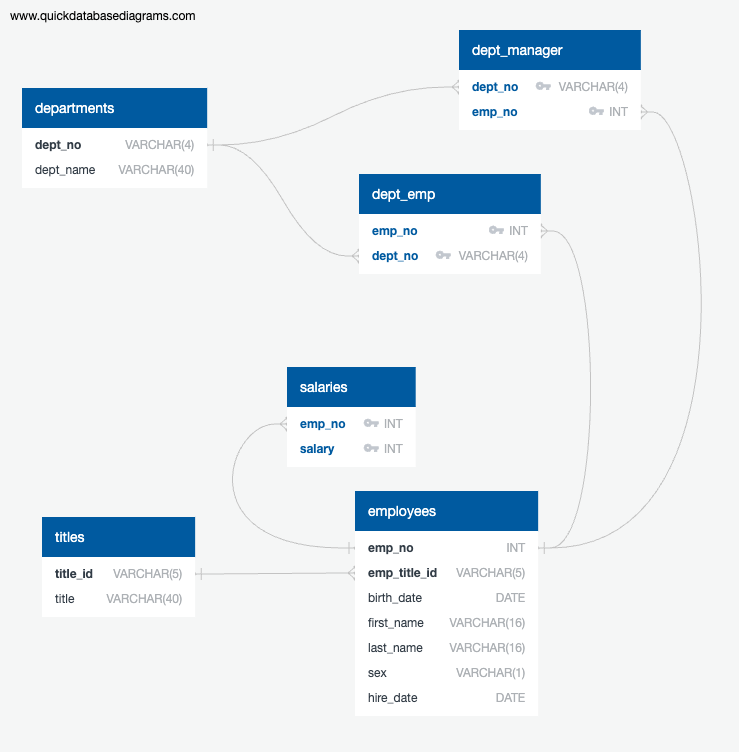 www.quickdatabasediagrams.com
dept_manager
dept_no VARCHAR(4)
emp_no INT
departments
dept_no VARCHAR(4)
dept_name VARCHAR(40)
dept_emp
emp_no INT
dept_no VARCHAR(4)
salaries
emp_no INT
salary INT
employees
emp_no INT
emp_title_id VARCHAR(5)
birth_date DATE
first_name VARCHAR(16)
last_name VARCHAR(16)
sex VARCHAR(1)
hire_date DATE
titles
title_id VARCHAR(5)
title VARCHAR(40)